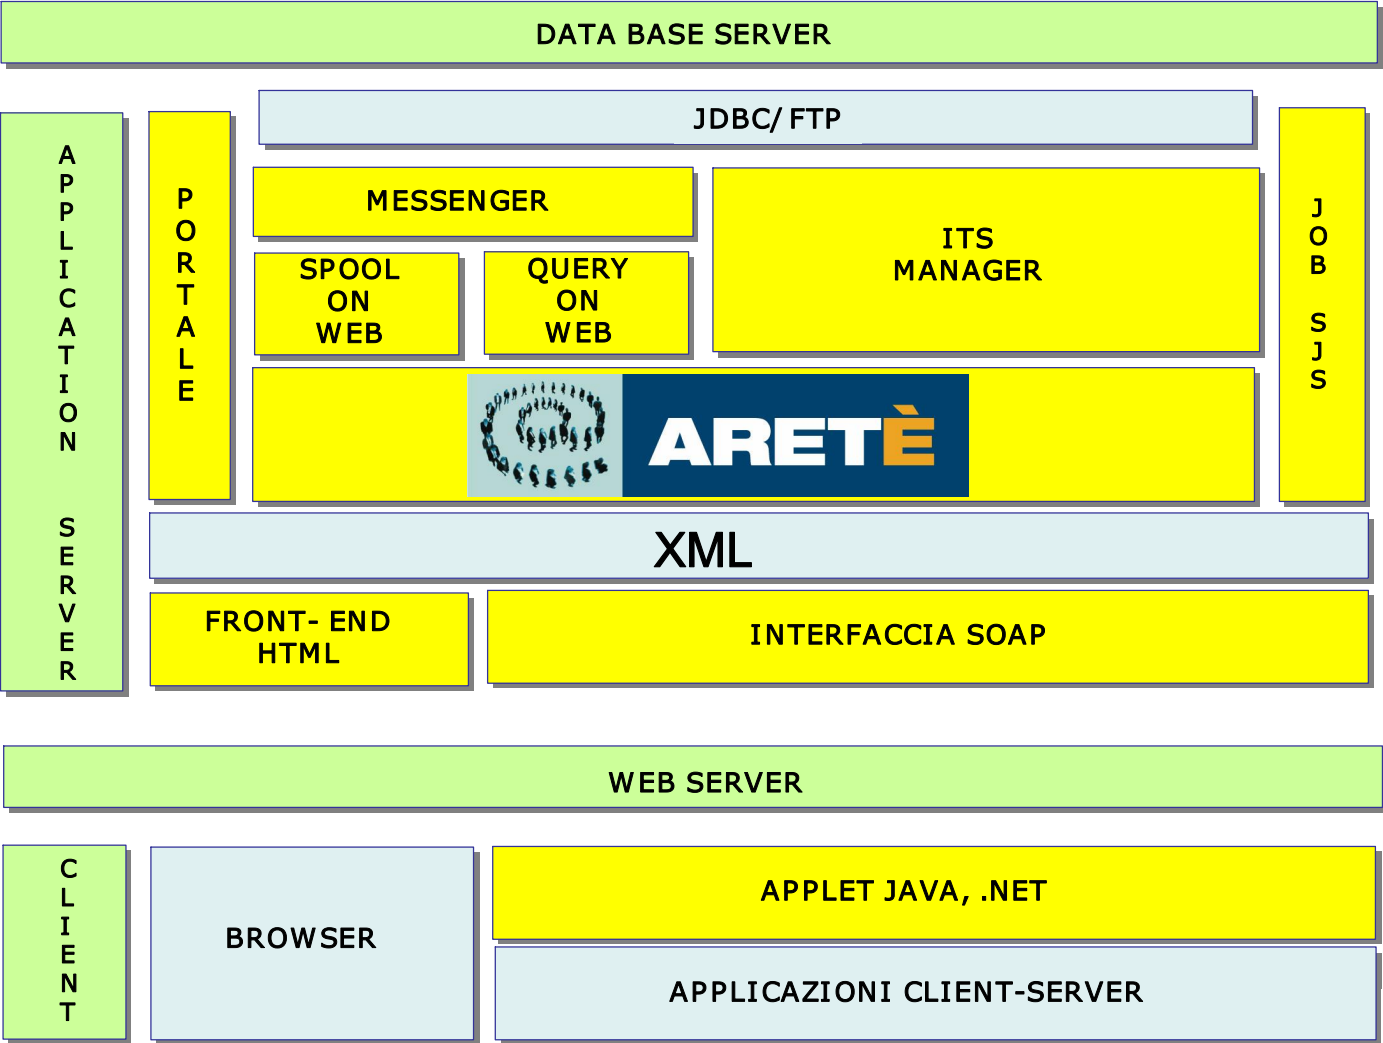 DATA BASE SERVER
JDBC/ FTP
APPLICATION SERVER
PORTALE
MESSENGER
ITS
MANAGER
JOB SJS
SPOOL
ON
WEB
QUERY
ON
WEB
ARETÈ
XML
FRONT- END
HTML
INTERFACCIA SOAP
WEB SERVER
CLIENT
BROWSER
APPLET JAVA, .NET
APPLICAZIONI CLIENT-SERVER